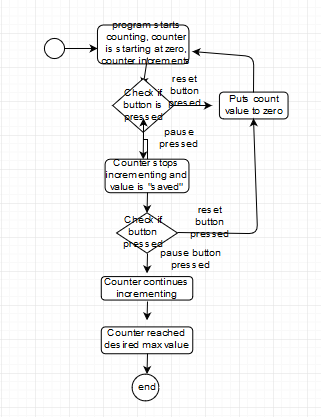 program starts
counting, counter
is starting at zero,
counter increments
Check if
button is
pressed
reset
button
pressed
Puts count
value to zero
pause
pressed
Counter stops
incrementing and
value is "saved"
Check if
button
pressed
reset
button
pressed
pause button
pressed
Counter continues
incrementing
Counter reached
desired max value
end